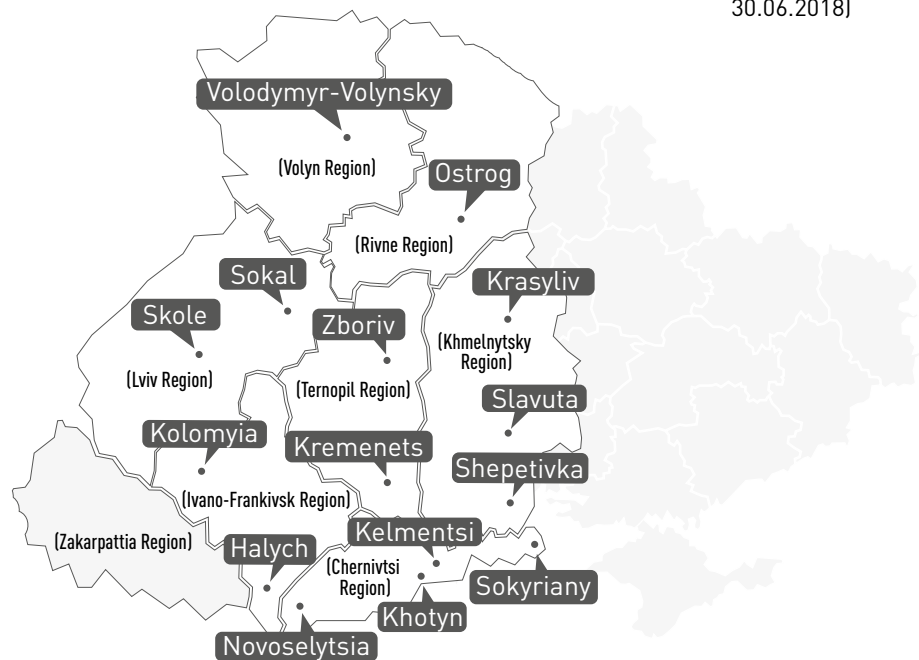 30.06.2018)
Volodymyr-Volynsky
(Volyn Region)
Ostrog
(Rivne Region)
Sokal
Krasyliv
Skole
Zboriv
(Khmelnytsky
Region)
(Lviv Region)
(Ternopil Region)
Slavuta
Kolomyia
Kremenets
Shepetivka
(Ivano-Frankivsk Region)
Kelmentsi
(Zakarpattia Region)
Halych
(Chernivtsi
Region)
Sokyriany
Khotyn
Novoselytsia